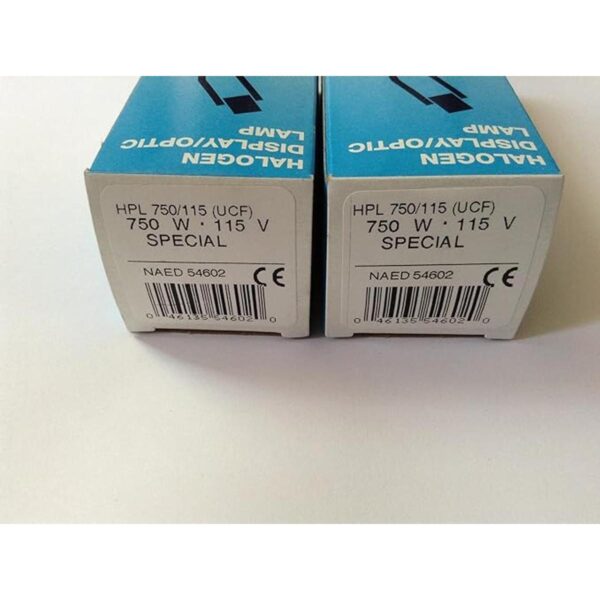 HALOGEN
DISPLAY/OPTIC
LAMP
HPL 750/115 (UCF)
750 W · 115 V
SPECIAL
NAED 54602
CE
0 46135 54602 0
HALOGEN
DISPLAY/OPTIC
LAMP
HPL 750/115 (UCF)
750 W · 115 V
SPECIAL
NAED 54602
CE
0 46135 54602 0